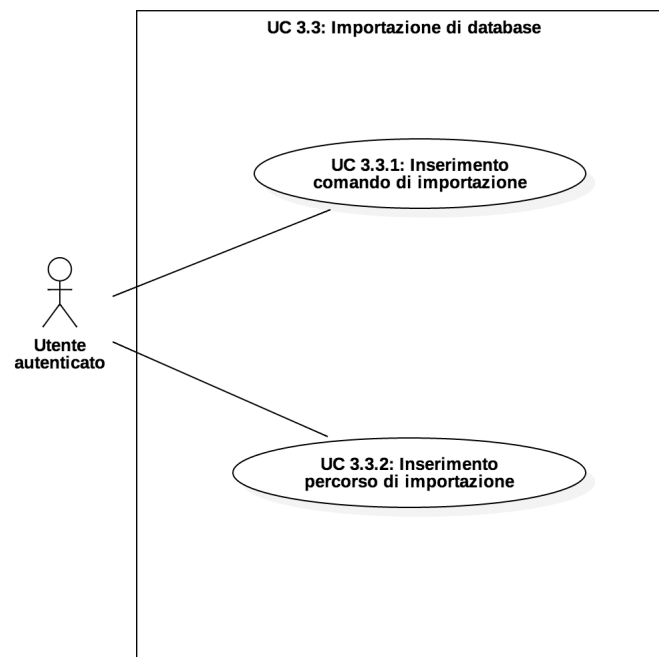 UC 3.3: Importazione di database
UC 3.3.1: Inserimento
comando di importazione
Utente
autenticato
UC 3.3.2: Inserimento
percorso di importazione